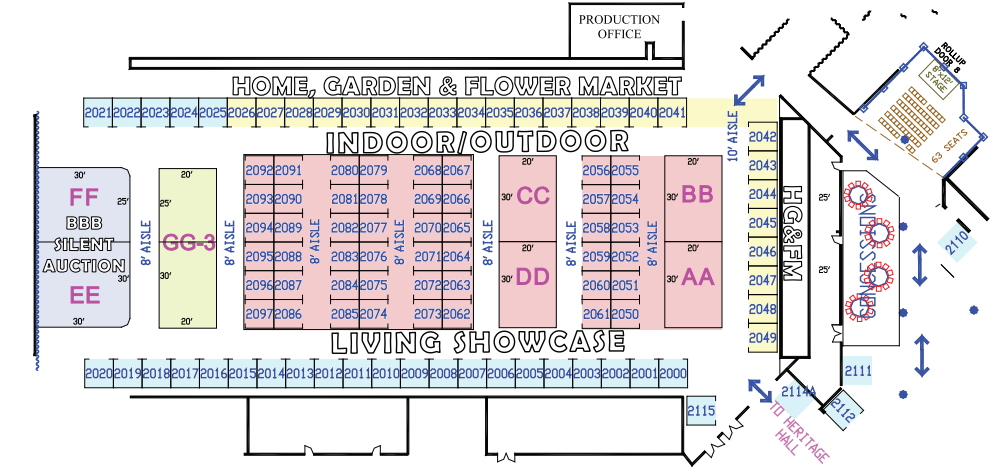 PRODUCTION
OFFICE
ROLLUP
DOOR 8
8'X12'
STAGE
63 SEATS
HOME, GARDEN & FLOWER MARKET
2021 2022 2023 2024 2025 2026 2027 2028 2029 2030 2031 2032 2033 2034 2035 2036 2037 2038 2039 2040 2041
INDOOR/OUTDOOR
10' AISLE
2042
2043
2044
2045
2046
2047
2048
2049
HG&FM
25'
25'
2110
30'
FF
25'
BBB
SILENT
AUCTION
EE
30'
8' AISLE
20'
25'
GG-3
30'
20'
8' AISLE
2092 2091 2080 2079 2068 2067
2093 2090 2081 2078 2069 2066
2094 2089 2082 2077 2070 2065
2095 2088 2083 2076 2071 2064
2096 2087 2084 2075 2072 2063
2097 2086 2085 2074 2073 2062
8' AISLE
8' AISLE
8' AISLE
20'
30' CC
20'
30' DD
8' AISLE
2056 2055
2057 2054
2058 2053
2059 2052
2060 2051
2061 2050
8' AISLE
20'
30' BB
20'
30' AA
LIVING SHOWCASE
2020 2019 2018 2017 2016 2015 2014 2013 2012 2011 2010 2009 2008 2007 2006 2005 2004 2003 2002 2001 2000
2115
2111
2114A
2112
TO HERITAGE
HALL